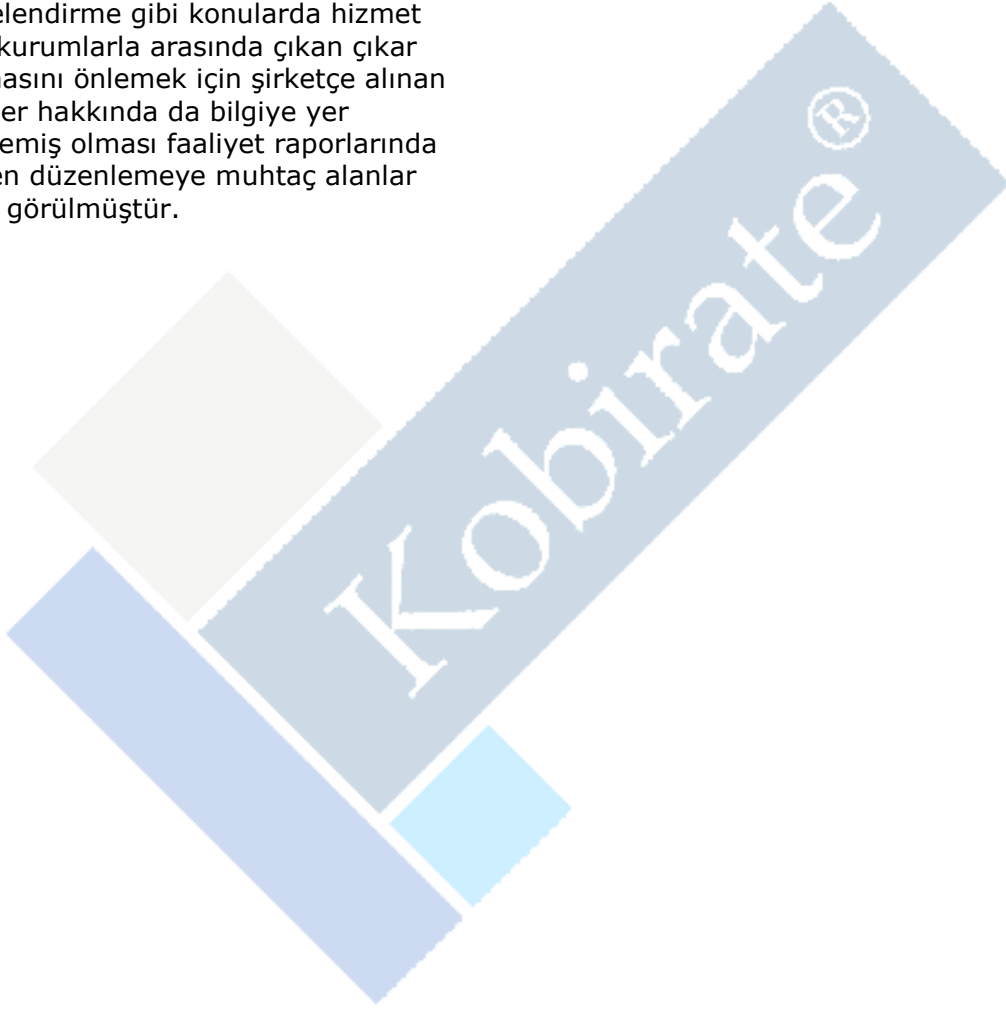 elendirme gibi konularda hizmet
kurumlarla arasında çıkan çıkar
masını önlemek için şirketçe alınan
er hakkında da bilgiye yer
emiş olması faaliyet raporlarında
en düzenlemeye muhtaç alanlar
görülmüştür.
Kobirate ®